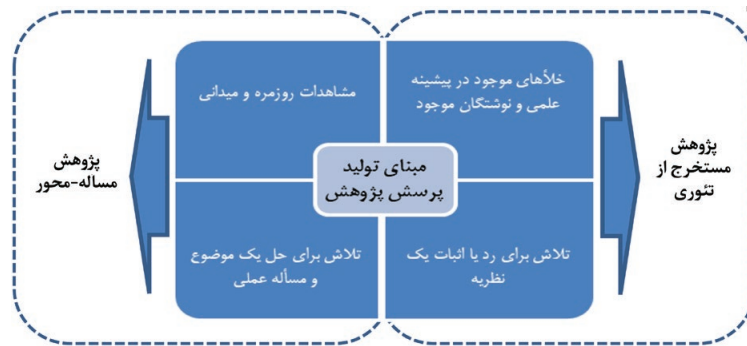 خلأهای موجود در پیشینه
علمی و نوشتگان موجود
مشاهدات روزمره و میدانی
پژوهش
مستخرج از
تئوری
مبنای تولید
پرسش پژوهش
پژوهش
مساله-محور
تلاش برای رد یا اثبات یک
نظریه
تلاش برای حل یک موضوع
و مسأله عملی